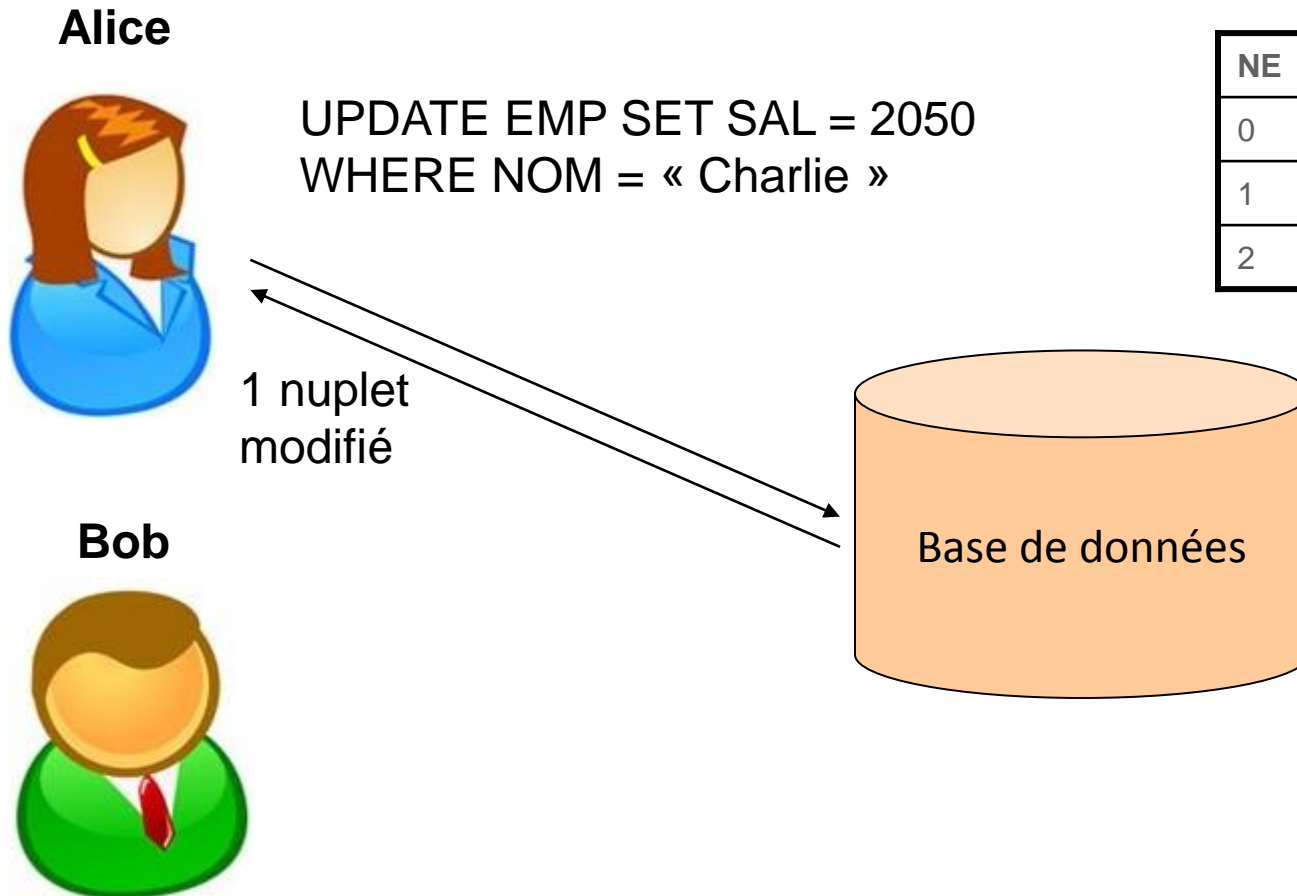 Alice
UPDATE EMP SET SAL = 2050
WHERE NOM = « Charlie »
NE
0
1
2
1 nuplet
modifié
Bob
Base de données